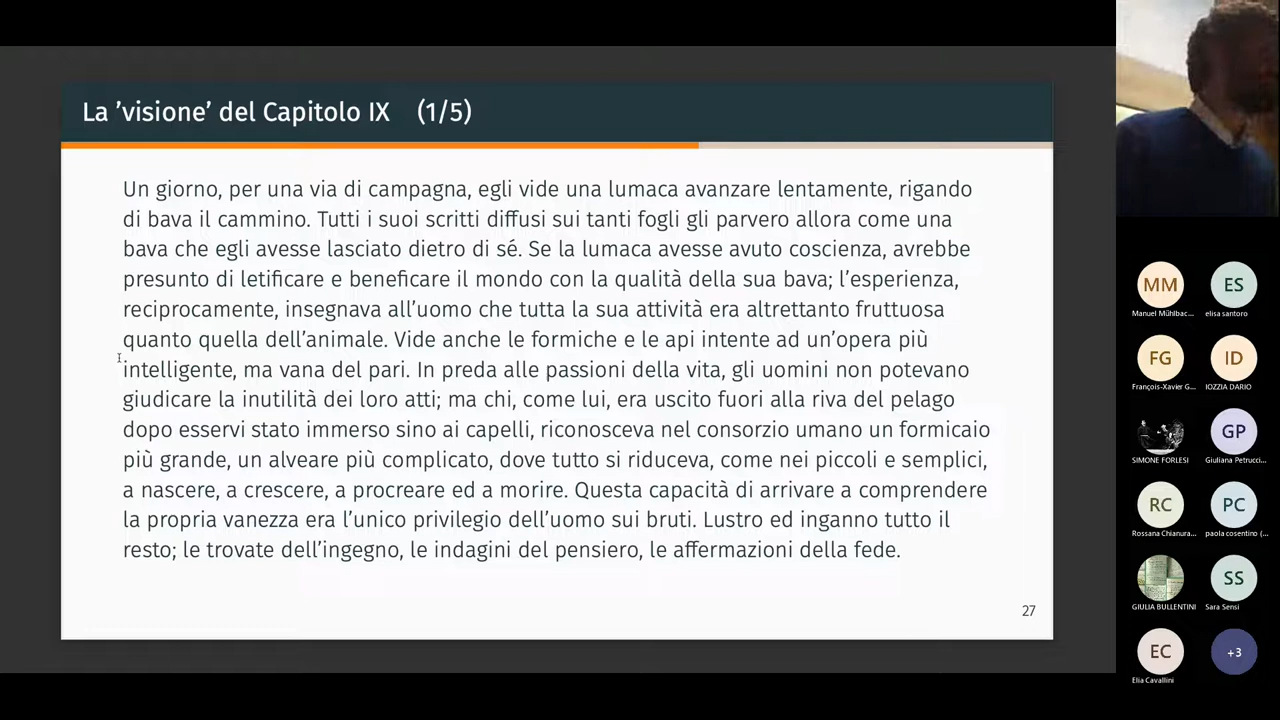 La 'visione' del Capitolo IX (1/5)
Un giorno, per una via di campagna, egli vide una lumaca avanzare lentamente, rigando
di bava il cammino. Tutti i suoi scritti diffusi sui tanti fogli gli parvero allora come una
bava che egli avesse lasciato dietro di sé. Se la lumaca avesse avuto coscienza, avrebbe
presunto di letificare e beneficare il mondo con la qualità della sua bava; l'esperienza,
reciprocamente, insegnava all'uomo che tutta la sua attività era altrettanto fruttuosa
quanto quella dell'animale. Vide anche le formiche e le api intente ad un'opera più
intelligente, ma vana del pari. In preda alle passioni della vita, gli uomini non potevano
giudicare la inutilità dei loro atti; ma chi, come lui, era uscito fuori alla riva del pelago
dopo esservi stato immerso sino ai capelli, riconosceva nel consorzio umano un formicaio
più grande, un alveare più complicato, dove tutto si riduceva, come nei piccoli e semplici,
a nascere, a crescere, a procreare ed a morire. Questa capacità di arrivare a comprendere
la propria vanezza era l'unico privilegio dell'uomo sui bruti. Lustro ed inganno tutto il
resto; le trovate dell'ingegno, le indagini del pensiero, le affermazioni della fede.
27
MM ES
Manuel Mühlbac... elisa santoro
FG ID
François-Xavier G... IOZZIA DARIO
GP
SIMONE FORLESI Giuliana Petrucci...
RC PC
Rossana Chianura... paola cosentino (...
SS
GIULIA BULLENTINI Sara Sensi
EC +3
Elia Cavallini